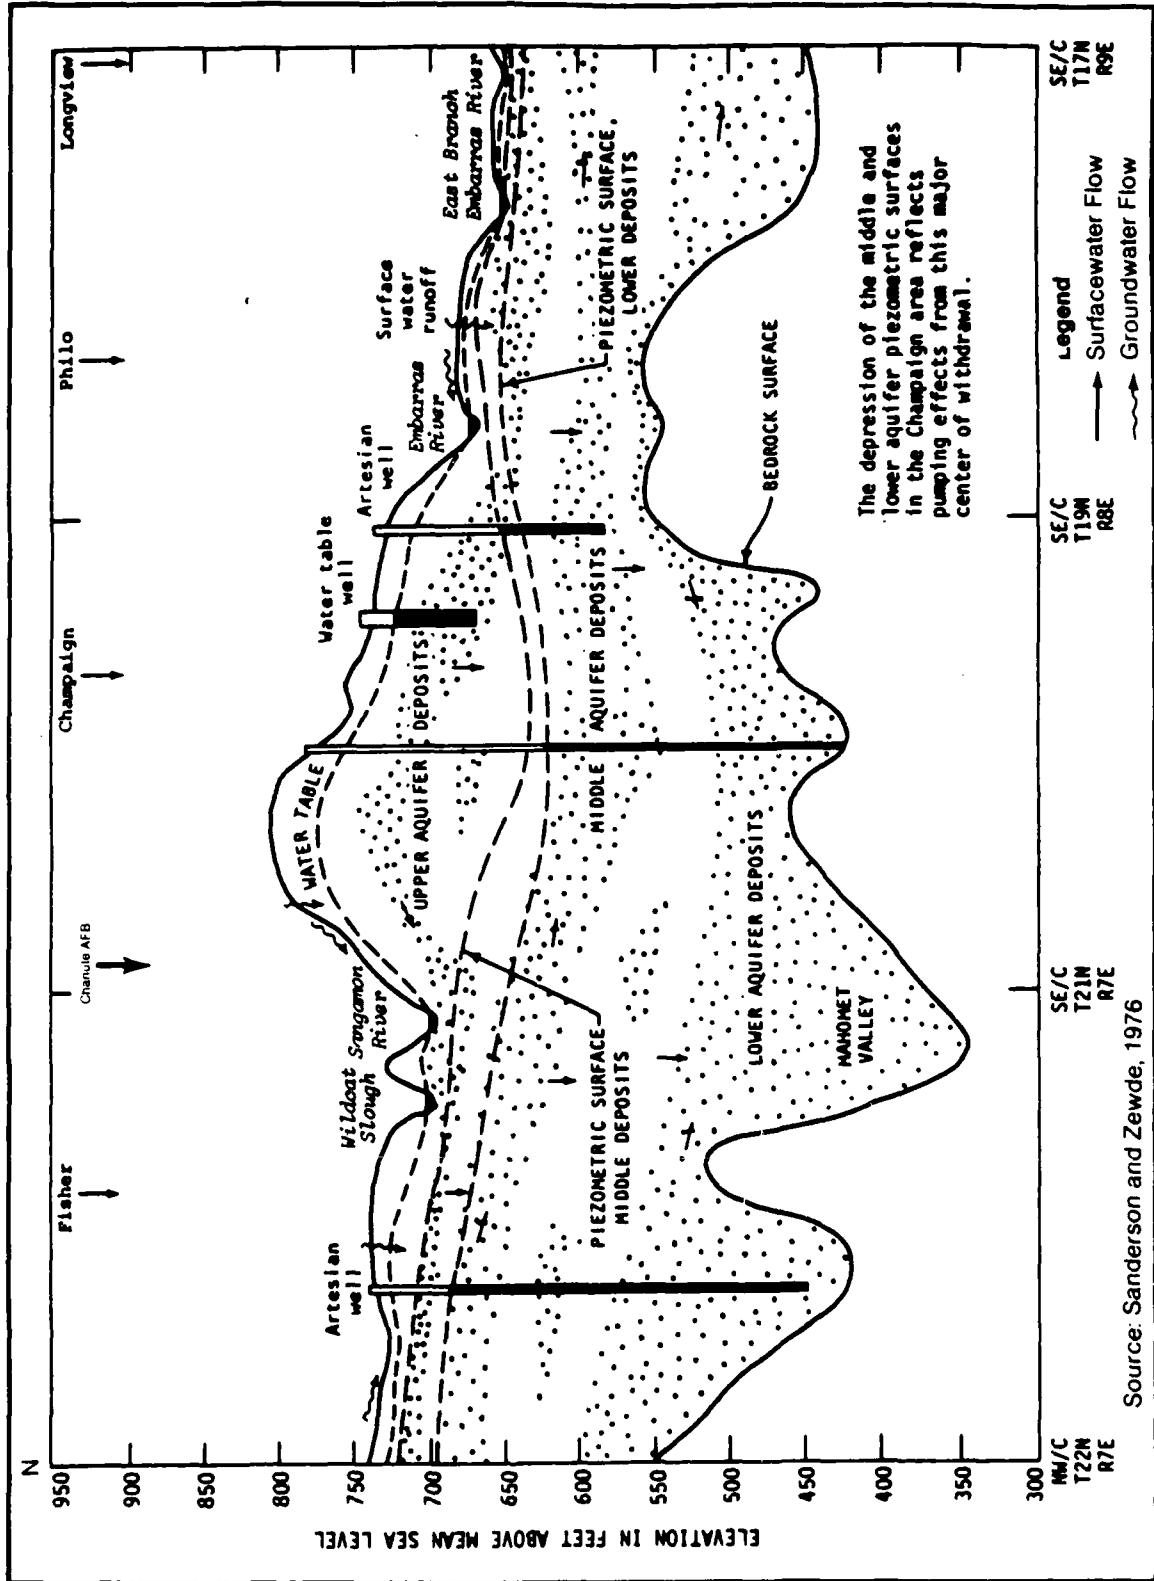 N
Fisher
Chanute AFB
Champaign
Philo
Longview
950
900
850
800
750
700
650
600
550
500
450
400
350
300
ELEVATION IN FEET ABOVE MEAN SEA LEVEL
Artesian
well
Wildcat
Slough
Sangamon
River
WATER TABLE
Water table
well
Artesian
well
Embarras
River
Surface
water
runoff
East Branch
Embarras River
UPPER AQUIFER DEPOSITS
PIEZOMETRIC SURFACE,
LOWER DEPOSITS
PIEZOMETRIC SURFACE
MIDDLE DEPOSITS
MIDDLE AQUIFER DEPOSITS
LOWER AQUIFER DEPOSITS
MAHOMET
VALLEY
BEDROCK SURFACE
The depression of the middle and
lower aquifer piezometric surfaces
in the Champaign area reflects
pumping effects from this major
center of withdrawal.
NW/C
T22N
R7E
SE/C
T21N
R7E
SE/C
T19N
R8E
SE/C
T17N
R9E
Legend
Surfacewater Flow
Groundwater Flow
Source: Sanderson and Zewde, 1976